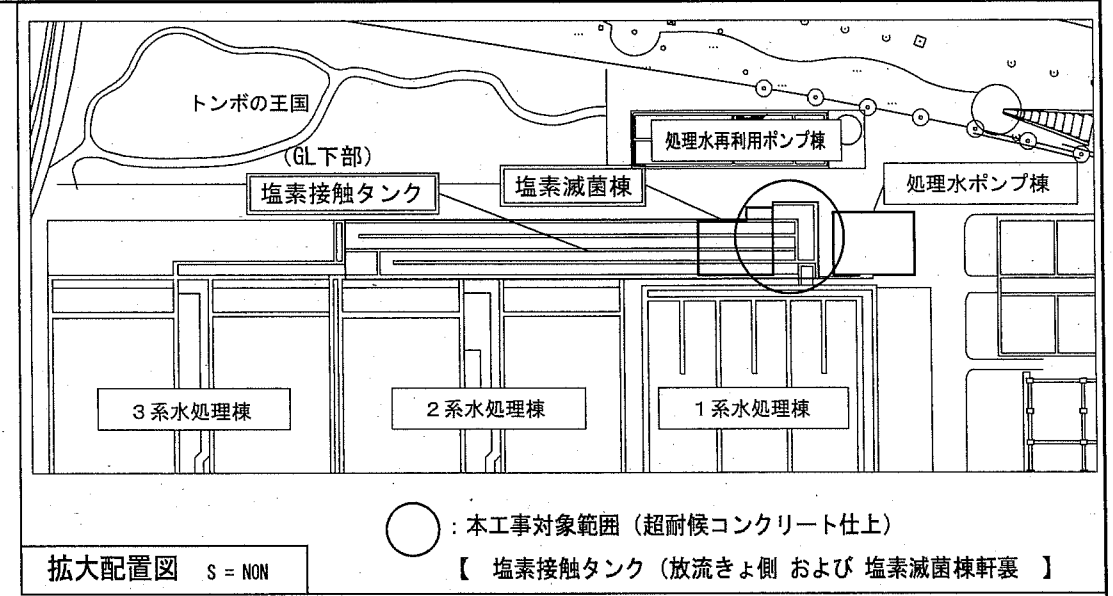 トンボの王国
処理水再利用ポンプ棟
(GL下部)
塩素接触タンク
塩素滅菌棟
処理水ポンプ棟
3系水処理棟
2系水処理棟
1系水処理棟
:本工事対象範囲(超耐候コンクリート仕上)
拡大配置図 S = NON
【 塩素接触タンク(放流きょ側 および 塩素滅菌棟軒裏 】